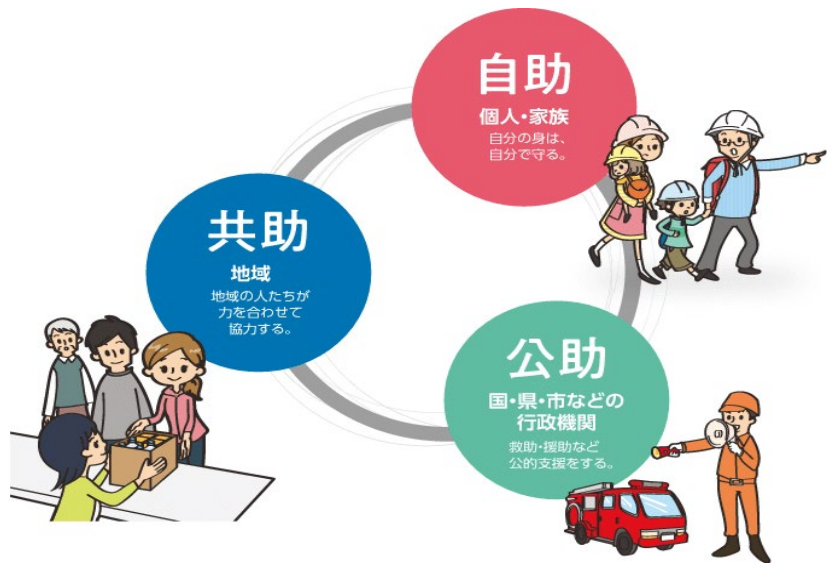 自助
個人・家族
自分の身は、
自分で守る。
共助
地域
地域の人たちが
力を合わせて
協力する。
公助
国・県・市などの
行政機関
救助・援助など
公的支援をする。